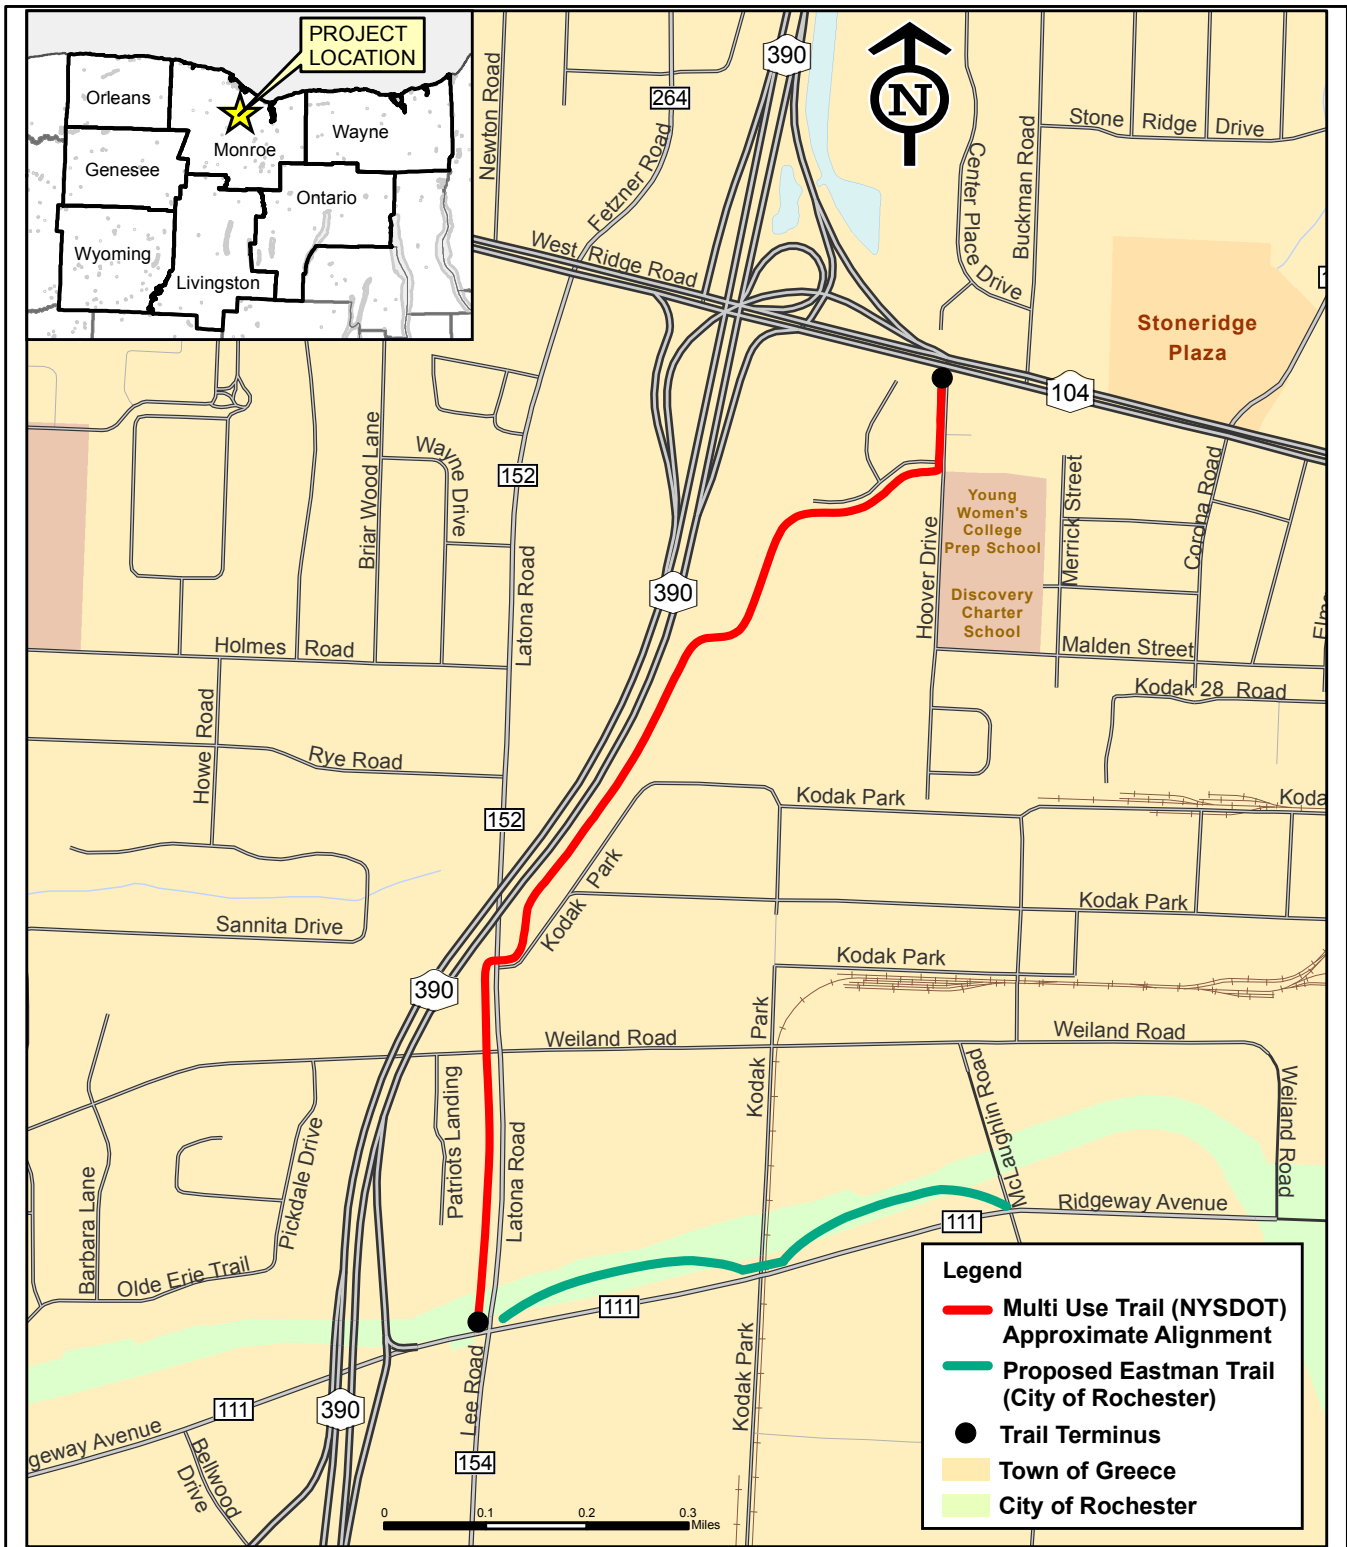 PROJECT
LOCATION
Orleans
Monroe
Wayne
Genesee
Ontario
Wyoming
Livingston
N
390
264
Newton Road
Fetzner Road
West Ridge Road
Center Place Drive
Buckman Road
Stone Ridge Drive
Stoneridge
Plaza
104
Briar Wood Lane
Wayne Drive
152
Latona Road
390
Hoover Drive
Young
Women's
College
Prep School
Discovery
Charter
School
Merrick Street
Corona Road
Malden Street
Kodak 28 Road
Holmes Road
Howe Road
Rye Road
152
Kodak Park
Koda
Kodak Park
Kodak Park
Kodak Park
Sannita Drive
390
Weiland Road
Weiland Road
Kodak Park
McLaughlin Road
Weiland Road
Patriots Landing
Latona Road
Pickdale Drive
Barbara Lane
Olde Erie Trail
Ridgeway Avenue
111
111
111
390
Lee Road
154
Kodak Park
geway Avenue
Bellwood
Drive
Legend
Multi Use Trail (NYSDOT)
Approximate Alignment
Proposed Eastman Trail
(City of Rochester)
Trail Terminus
Town of Greece
City of Rochester
0 0.1 0.2 0.3
Miles